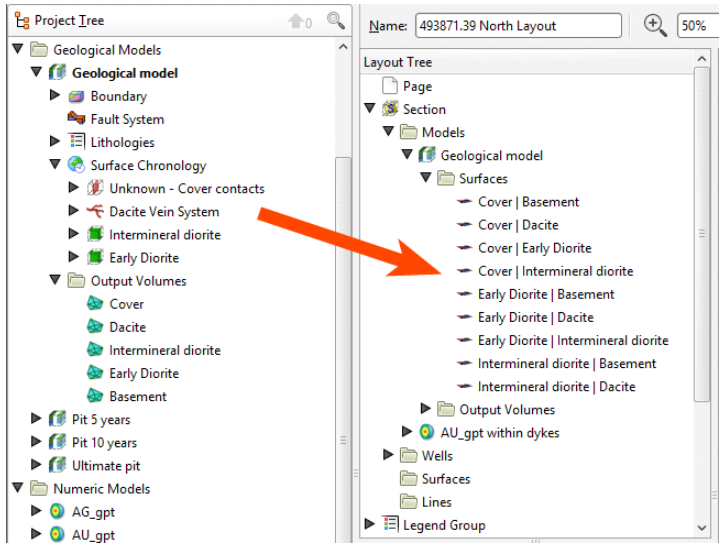 Project Tree
0
Geological Models
Geological model
Boundary
Fault System
Lithologies
Surface Chronology
Unknown - Cover contacts
Dacite Vein System
Intermineral diorite
Early Diorite
Output Volumes
Cover
Dacite
Intermineral diorite
Early Diorite
Basement
Pit 5 years
Pit 10 years
Ultimate pit
Numeric Models
AG_gpt
AU_gpt
Name: 493871.39 North Layout 50%
Layout Tree
Page
Section
Models
Geological model
Surfaces
Cover | Basement
Cover | Dacite
Cover | Early Diorite
Cover | Intermineral diorite
Early Diorite | Basement
Early Diorite | Dacite
Early Diorite | Intermineral diorite
Intermineral diorite | Basement
Intermineral diorite | Dacite
Output Volumes
AU_gpt within dykes
Wells
Surfaces
Lines
Legend Group